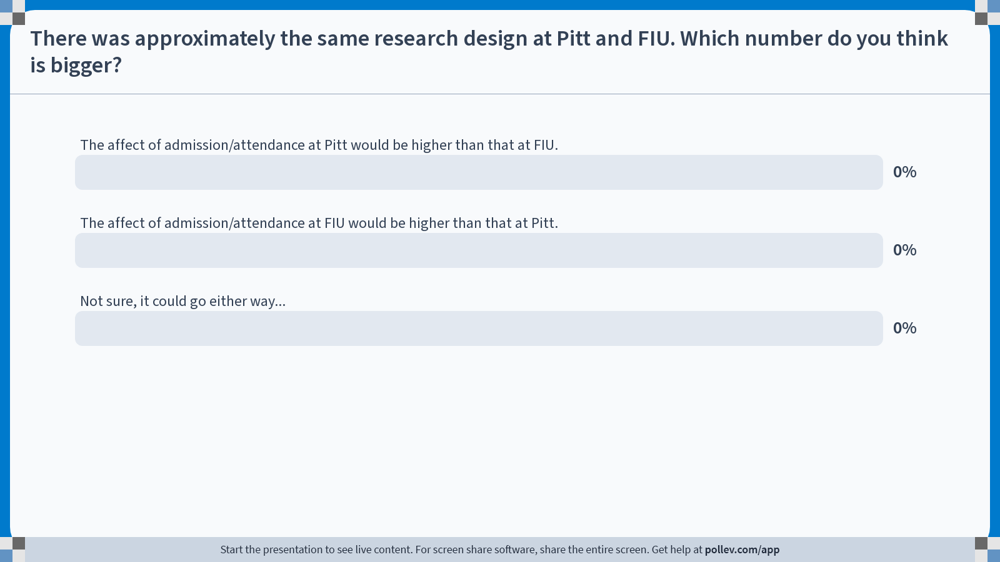 There was approximately the same research design at Pitt and FIU. Which number do you think
is bigger?
The affect of admission/attendance at Pitt would be higher than that at FIU.
0%
The affect of admission/attendance at FIU would be higher than that at Pitt.
0%
Not sure, it could go either way...
0%
Start the presentation to see live content. For screen share software, share the entire screen. Get help at pollev.com/app